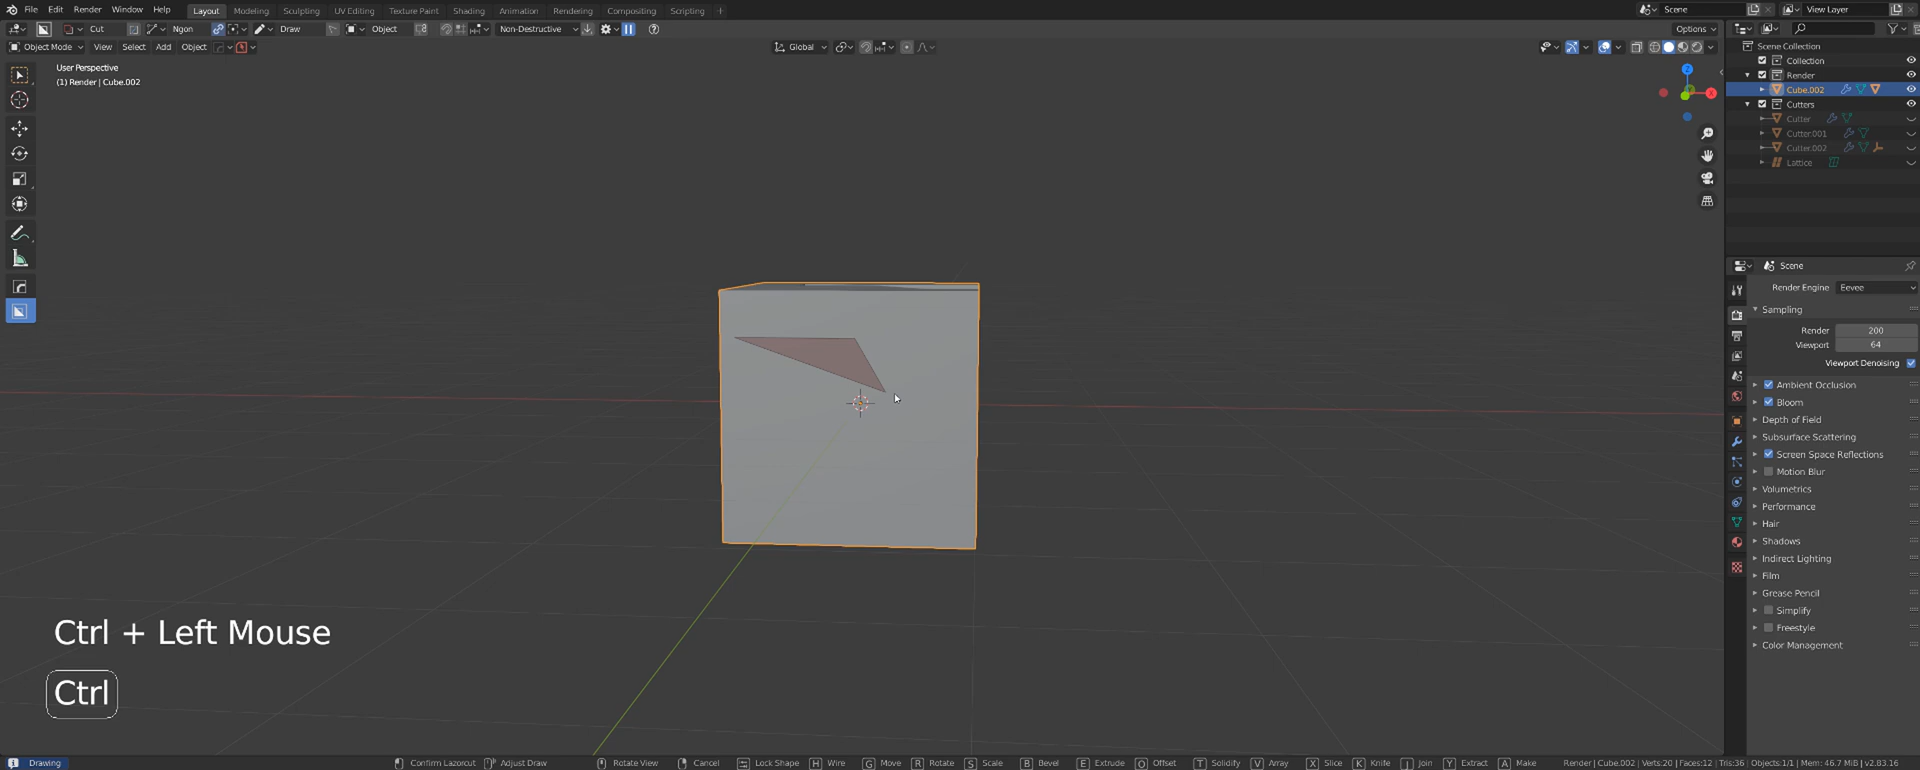 File Edit Render Window Help Layout Modeling Sculpting UV Editing Texture Paint Shading Animation Rendering Compositing Scripting + Scene View Layer
Cut Ngon Draw Object Non-Destructive Options
Object Mode View Select Add Object Global
User Perspective
(1) Render | Cube.002
Scene Collection
Collection
Render
Cube.002
Cutters
Cutter
Cutter.001
Cutter.002
Lattice
Z
X
Scene
Render Engine Eevee
Sampling
Render 200
Viewport 64
Viewport Denoising
Ambient Occlusion
Bloom
Depth of Field
Subsurface Scattering
Screen Space Reflections
Motion Blur
Volumetrics
Performance
Hair
Shadows
Indirect Lighting
Film
Grease Pencil
Simplify
Freestyle
Color Management
Ctrl + Left Mouse
Ctrl
Drawing Confirm Lazorcut Adjust Draw Rotate View Cancel Lock Shape H Wire G Move R Rotate S Scale B Bevel E Extrude O Offset T Solidify V Array X Slice K Knife J Join Y Extract A Make Render | Cube.002 | Verts:20 | Faces:12 | Tris:36 | Objects:1/1 | Mem: 46.7 MiB | v2.83.16